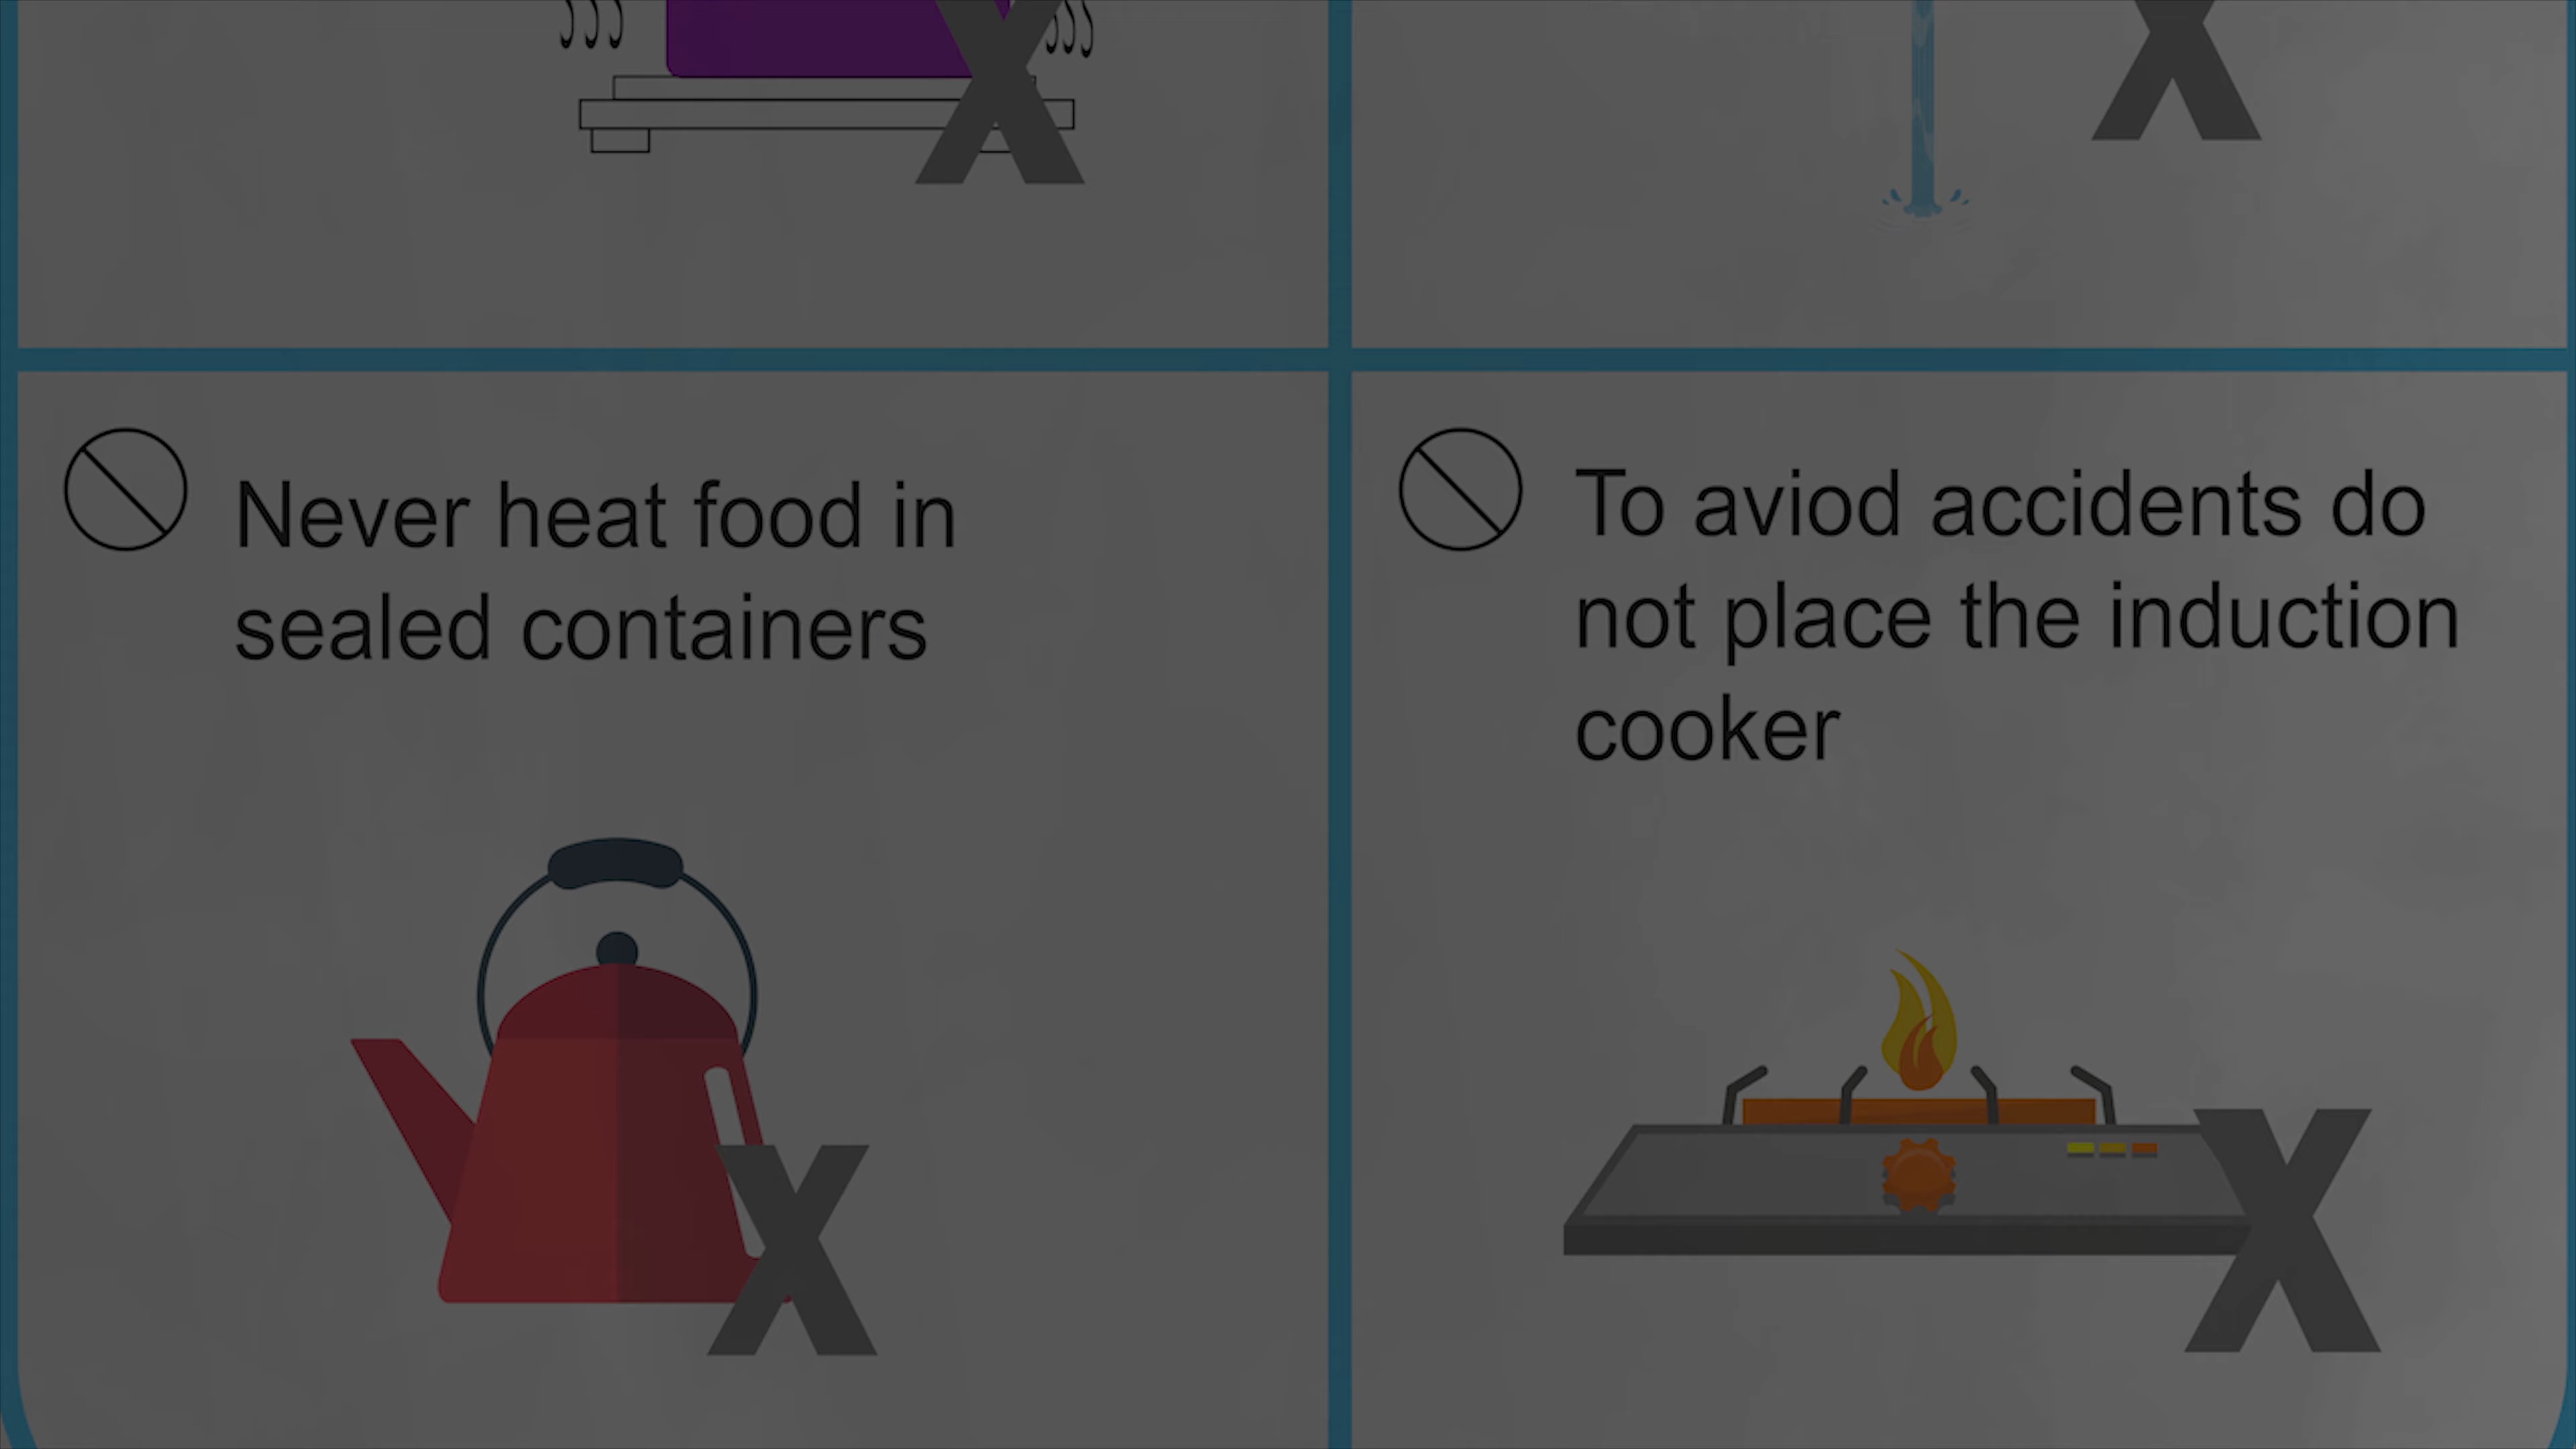 Never heat food in
sealed containers
To aviod accidents do
not place the induction
cooker